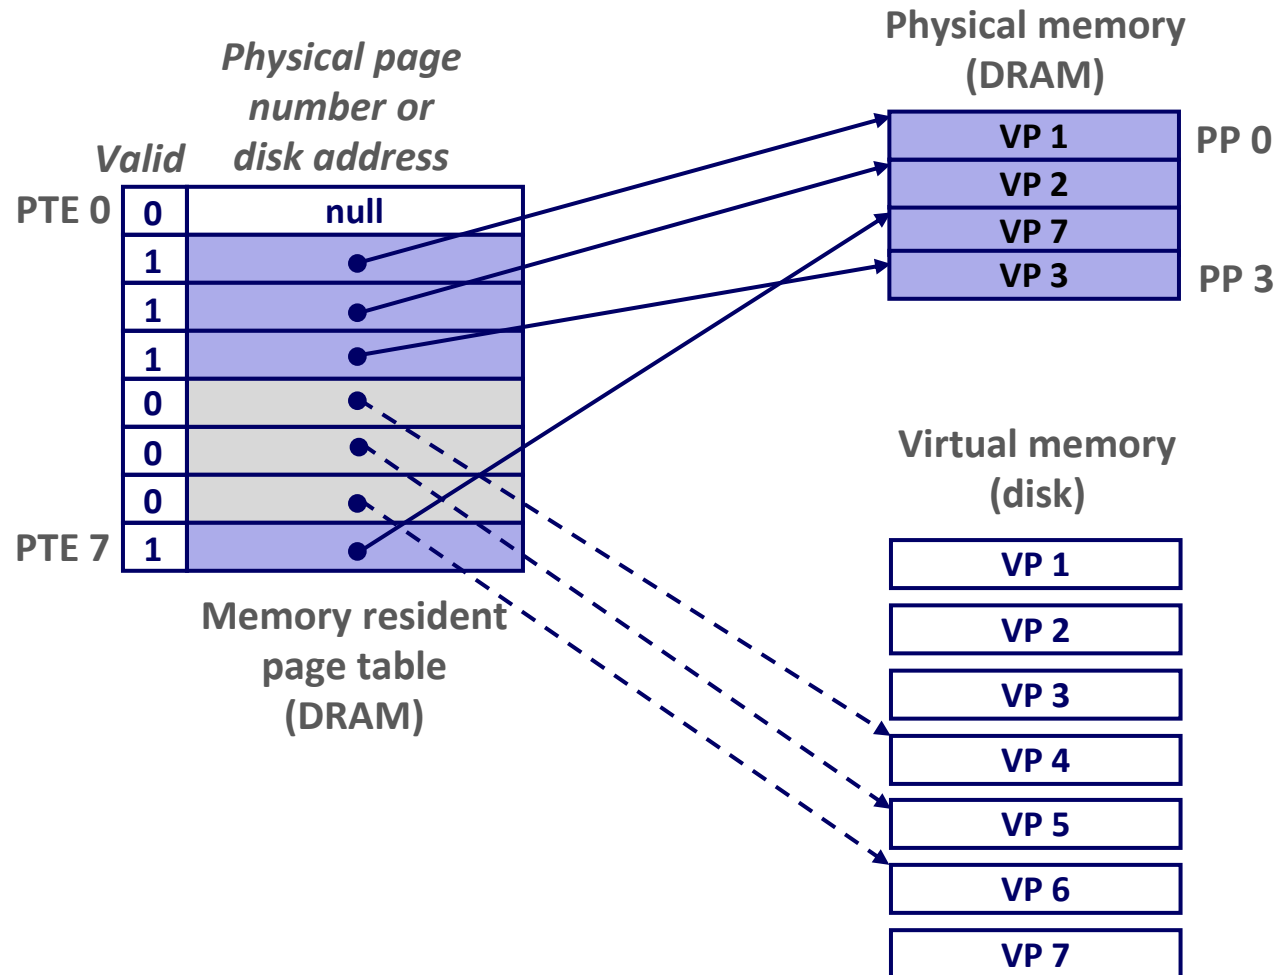 Physical memory
(DRAM)
Physical page
number or
disk address
Valid
VP 1
PP 0
VP 2
VP 7
VP 3
PP 3
PTE 0
0
null
1
1
1
0
0
0
PTE 7
1
Memory resident
page table
(DRAM)
Virtual memory
(disk)
VP 1
VP 2
VP 3
VP 4
VP 5
VP 6
VP 7